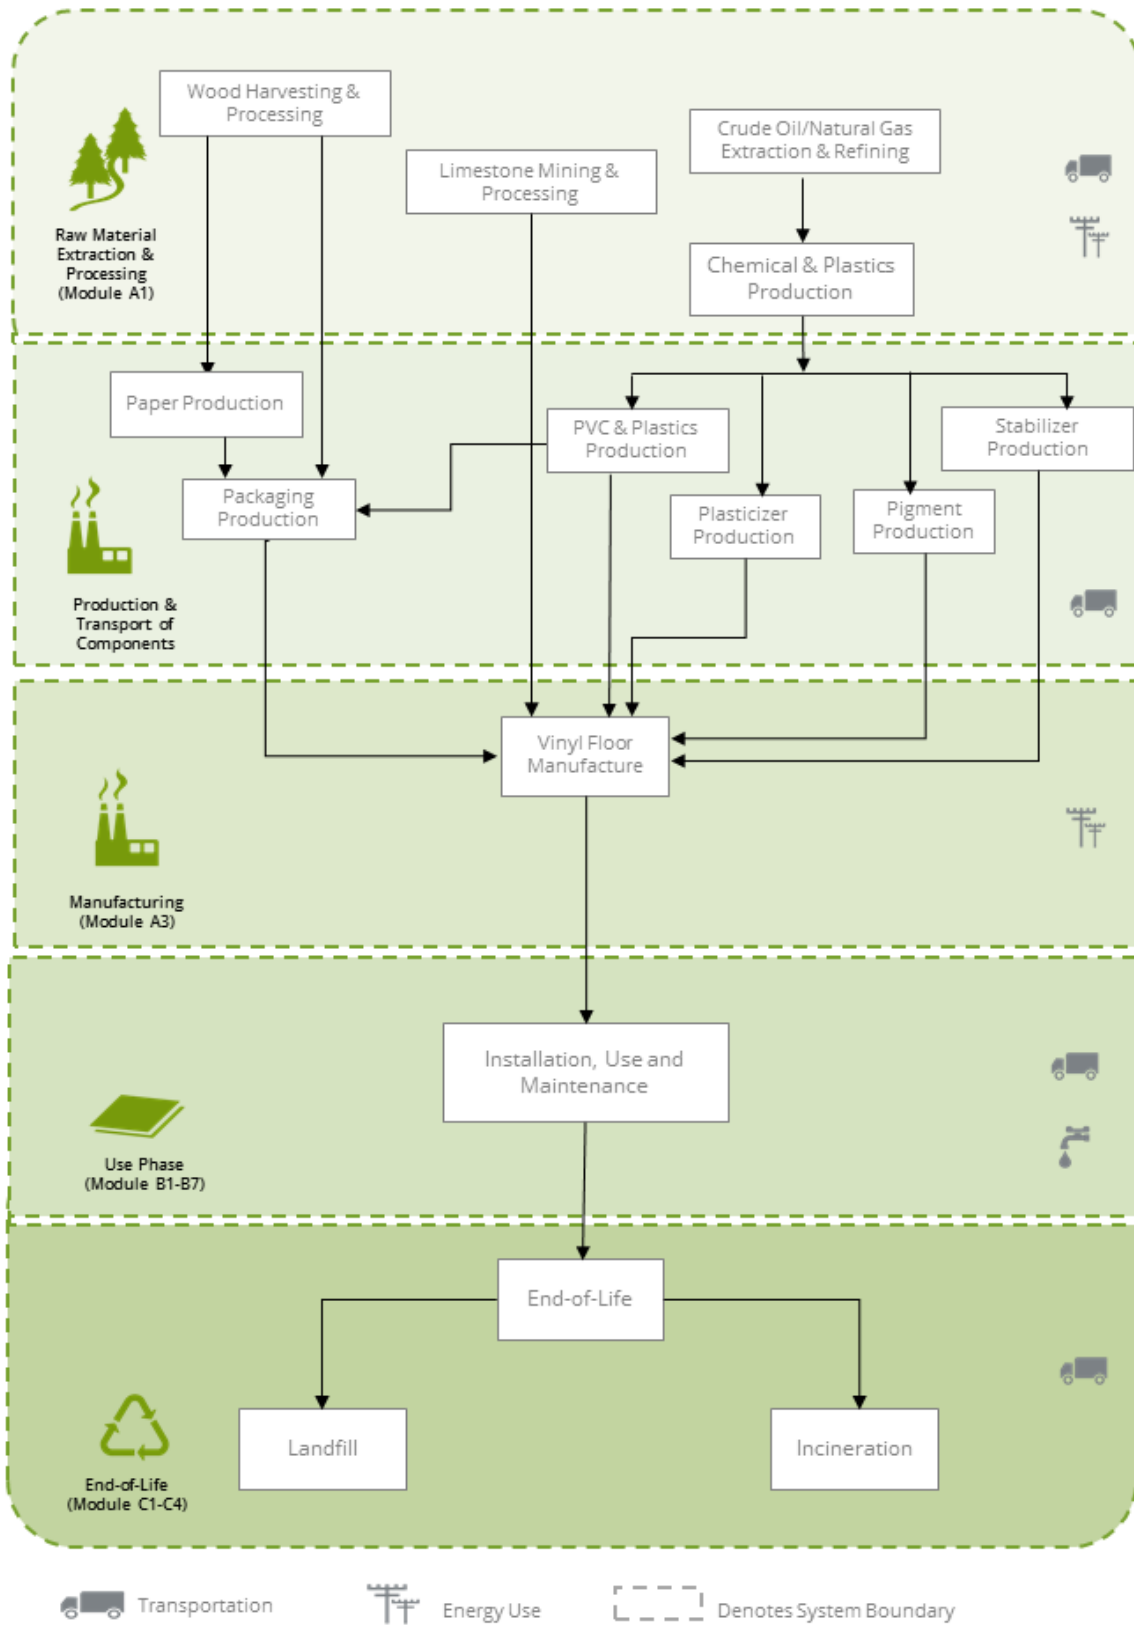 Wood Harvesting &
Processing
Crude Oil/Natural Gas
Extraction & Refining
Limestone Mining &
Processing
Raw Material
Extraction &
Processing
(Module A1)
Chemical & Plastics
Production
Paper Production
PVC & Plastics
Production
Stabilizer
Production
Packaging
Production
Plasticizer
Production
Pigment
Production
Production &
Transport of
Components
Vinyl Floor
Manufacture
Manufacturing
(Module A3)
Installation, Use and
Maintenance
Use Phase
(Module B1-B7)
End-of-Life
Landfill
Incineration
End-of-Life
(Module C1-C4)
Transportation
Energy Use
Denotes System Boundary